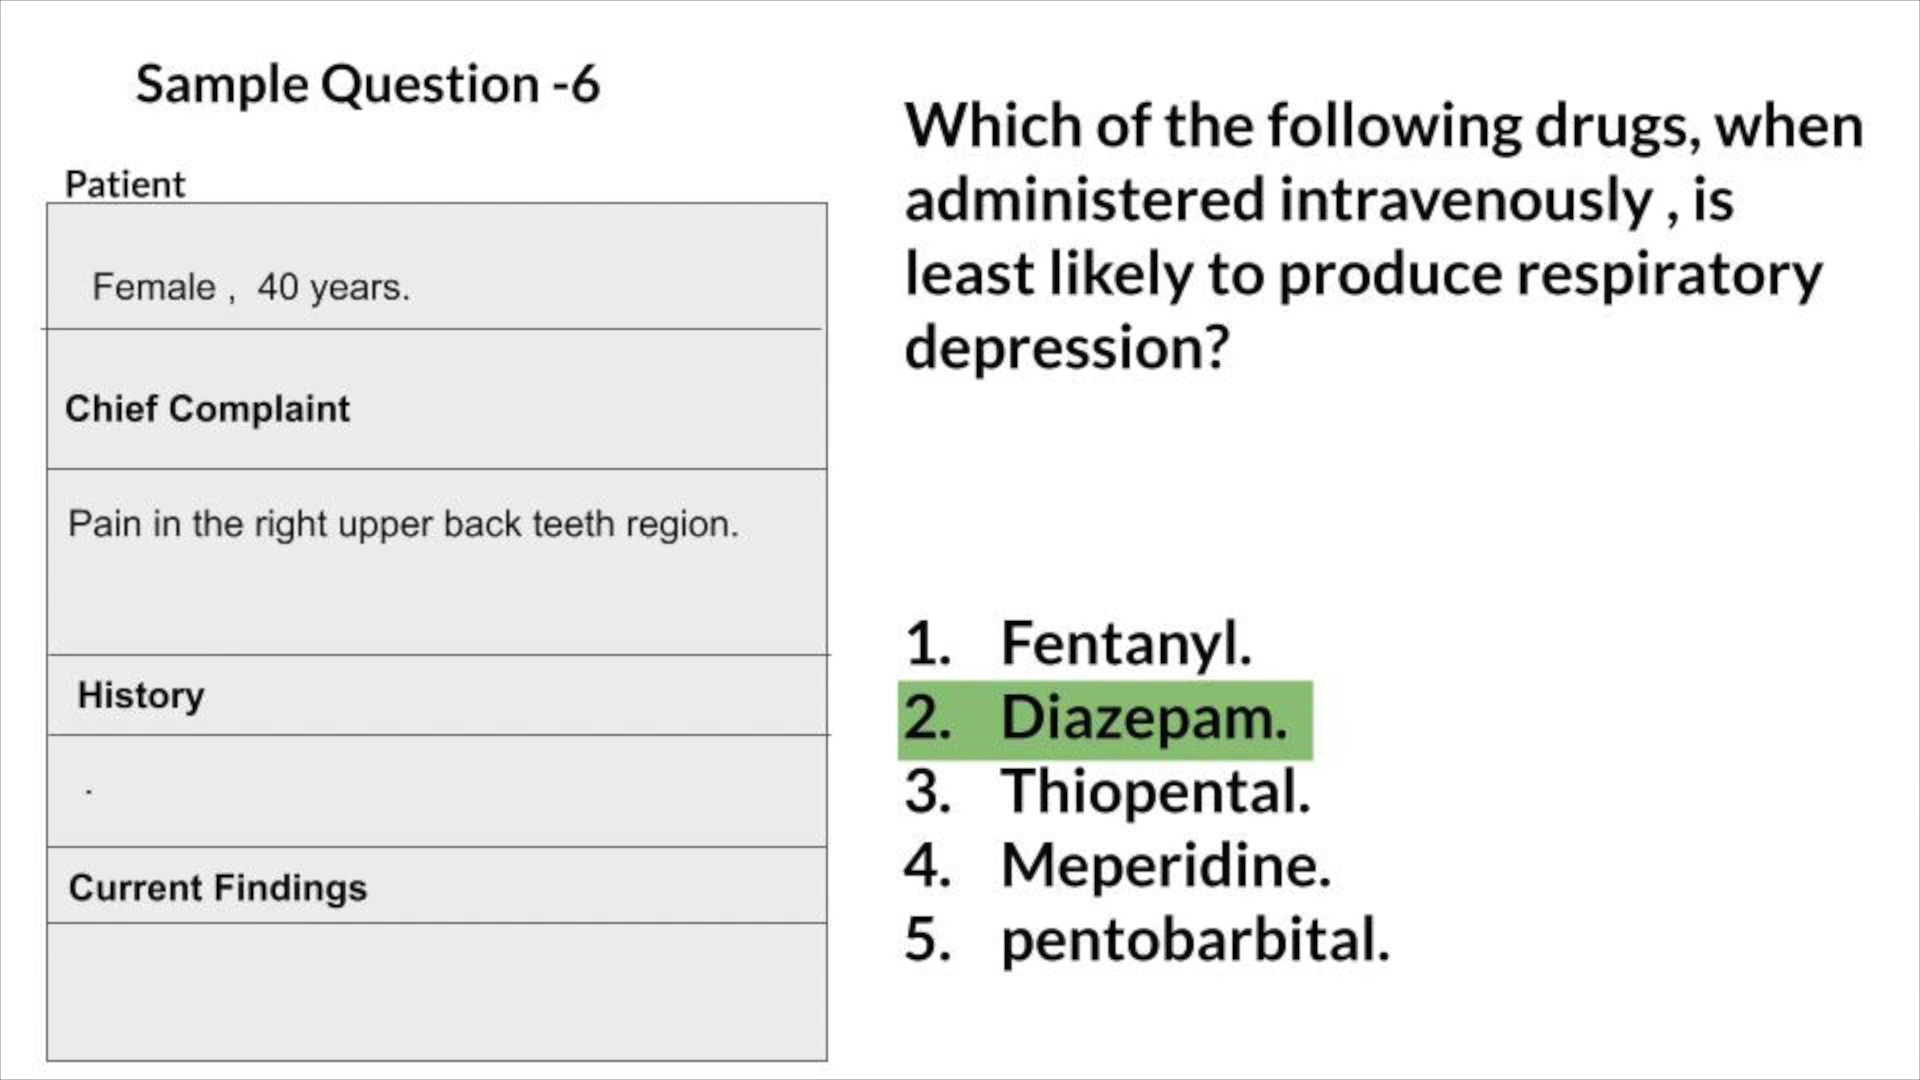 Sample Question -6
Patient
Female , 40 years.
Chief Complaint
Pain in the right upper back teeth region.
History
.
Current Findings
Which of the following drugs, when
administered intravenously , is
least likely to produce respiratory
depression?
1. Fentanyl.
2. Diazepam.
3. Thiopental.
4. Meperidine.
5. pentobarbital.